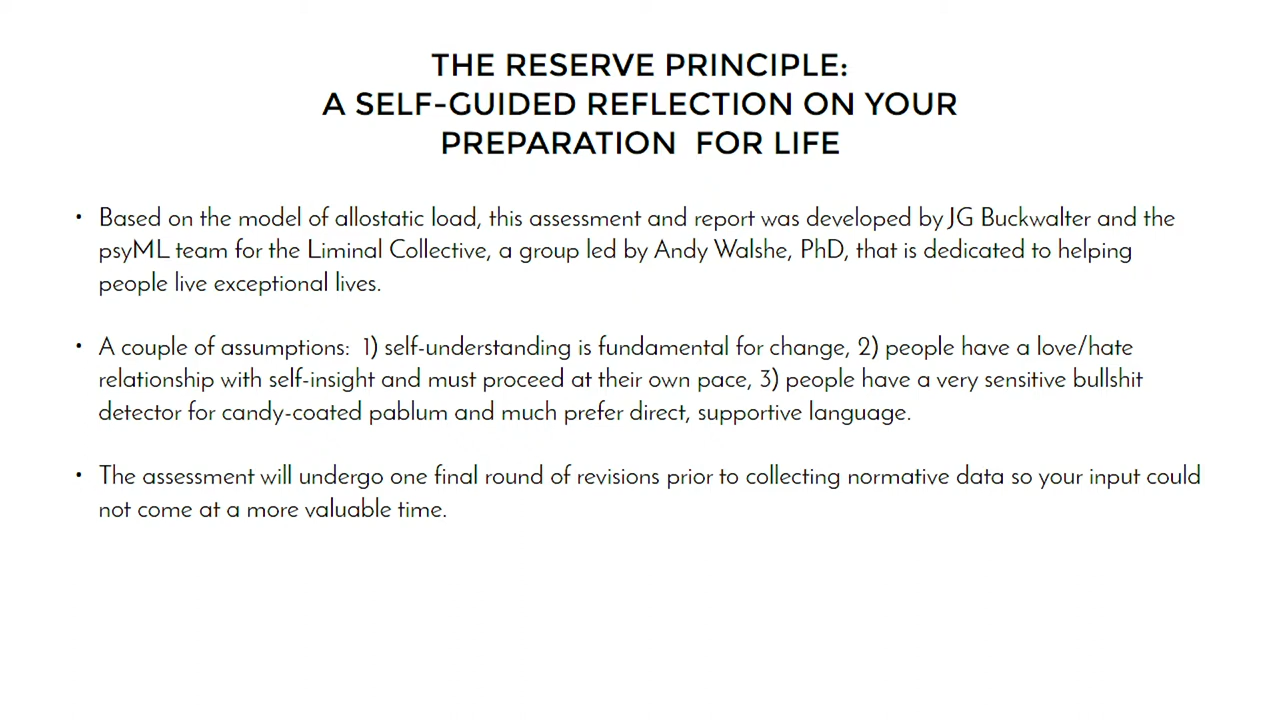 THE RESERVE PRINCIPLE:
A SELF-GUIDED REFLECTION ON YOUR
PREPARATION  FOR LIFE
• Based on the model of allostatic load, this assessment and report was developed by JG Buckwalter and the
psyML team for the Liminal Collective, a group led by Andy Walshe, PhD, that is dedicated to helping
people live exceptional lives.
• A couple of assumptions:  1) self-understanding is fundamental for change, 2) people have a love/hate
relationship with self-insight and must proceed at their own pace, 3) people have a very sensitive bullshit
detector for candy-coated pablum and much prefer direct, supportive language.
• The assessment will undergo one final round of revisions prior to collecting normative data so your input could
not come at a more valuable time.